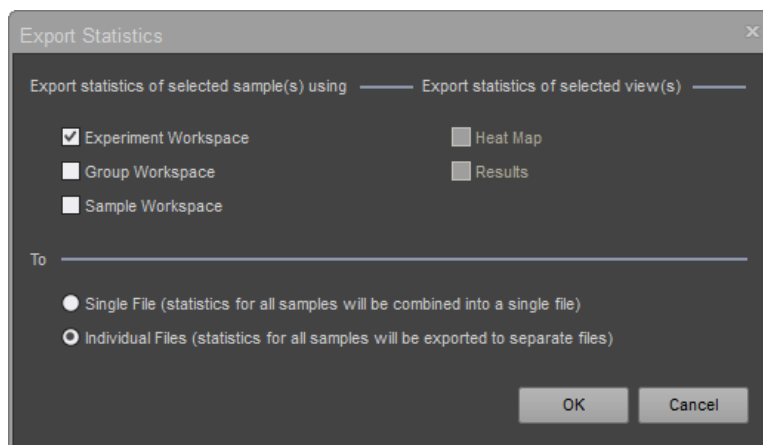 Export Statistics
Export statistics of selected sample(s) using
Export statistics of selected view(s)
Experiment Workspace
Heat Map
Group Workspace
Results
Sample Workspace
To
Single File (statistics for all samples will be combined into a single file)
Individual Files (statistics for all samples will be exported to separate files)
OK
Cancel